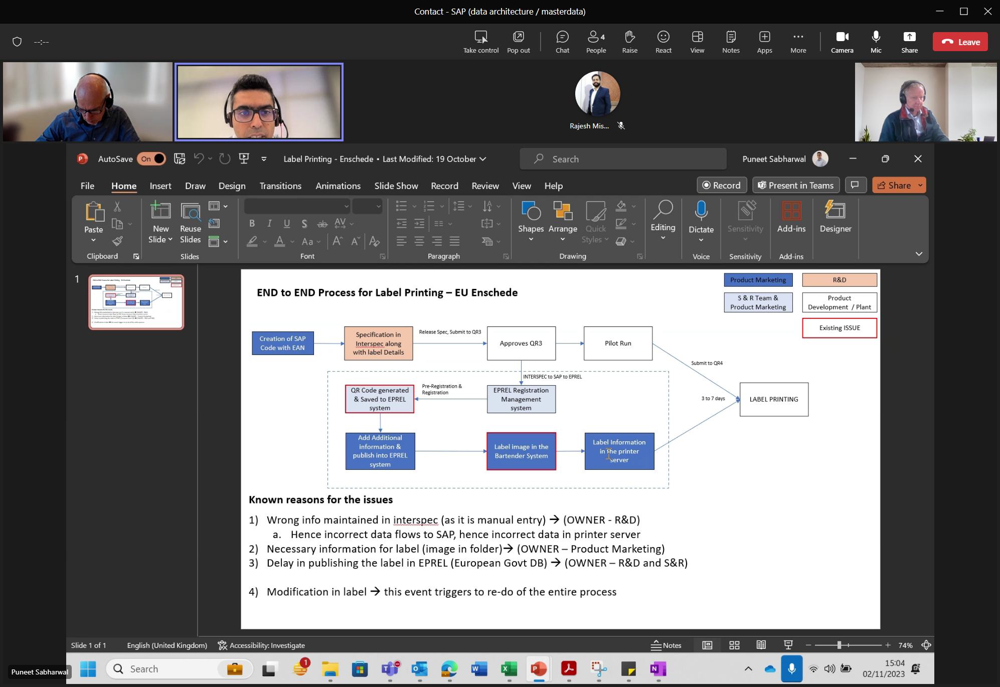 Contact - SAP (data architecture / masterdata)
--:--
Take control
Pop out
Chat
4
People
Raise
React
View
Notes
Apps
More
Camera
Mic
Share
Leave
Rajesh Mis...
AutoSave
On
Label Printing - Enschede • Last Modified: 19 October
Search
Puneet Sabharwal
File
Home
Insert
Draw
Design
Transitions
Animations
Slide Show
Record
Review
View
Help
Record
Present in Teams
Share
Paste
New
Slide
Reuse
Slides
Shapes
Arrange
Quick
Styles
Editing
Dictate
Sensitivity
Add-ins
Designer
Clipboard
Slides
Font
Paragraph
Drawing
Voice
Sensitivity
Add-ins
1
END to END Process for Label Printing – EU Enschede
Product Marketing
R&D
S & R Team &
Product Marketing
Product
Development / Plant
Existing ISSUE
Creation of SAP
Code with EAN
Specification in
Interspec along
with label Details
Release Spec, Submit to QR3
Approves QR3
Pilot Run
Submit to QR4
INTERSPEC to SAP to EPREL
QR Code generated
& Saved to EPREL
system
Pre-Registration &
Registration
EPREL Registration
Management
system
3 to 7 days
LABEL PRINTING
Add Additional
information &
publish into EPREL
system
Label image in the
Bartender System
Label Information
in the printer
server
Known reasons for the issues
1) Wrong info maintained in interspec (as it is manual entry) → (OWNER - R&D)
a. Hence incorrect data flows to SAP, hence incorrect data in printer server
2) Necessary information for label (image in folder)→ (OWNER – Product Marketing)
3) Delay in publishing the label in EPREL (European Govt DB) → (OWNER – R&D and S&R)
4) Modification in label → this event triggers to re-do of the entire process
Slide 1 of 1
English (United Kingdom)
Accessibility: Investigate
Notes
74%
Puneet Sabharwal
Search
1
15:04
02/11/2023